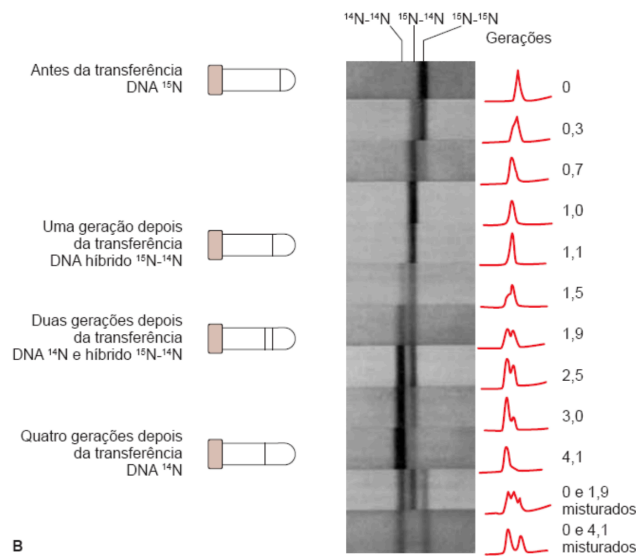 ¹⁴N-¹⁴N ¹⁵N-¹⁴N ¹⁵N-¹⁵N
Gerações
Antes da transferência
DNA ¹⁵N
0
0,3
0,7
1,0
Uma geração depois
da transferência
DNA híbrido ¹⁵N-¹⁴N
1,1
1,5
Duas gerações depois
da transferência
DNA ¹⁴N e híbrido ¹⁵N-¹⁴N
1,9
2,5
3,0
Quatro gerações depois
da transferência
DNA ¹⁴N
4,1
0 e 1,9
misturados
0 e 4,1
misturados
B